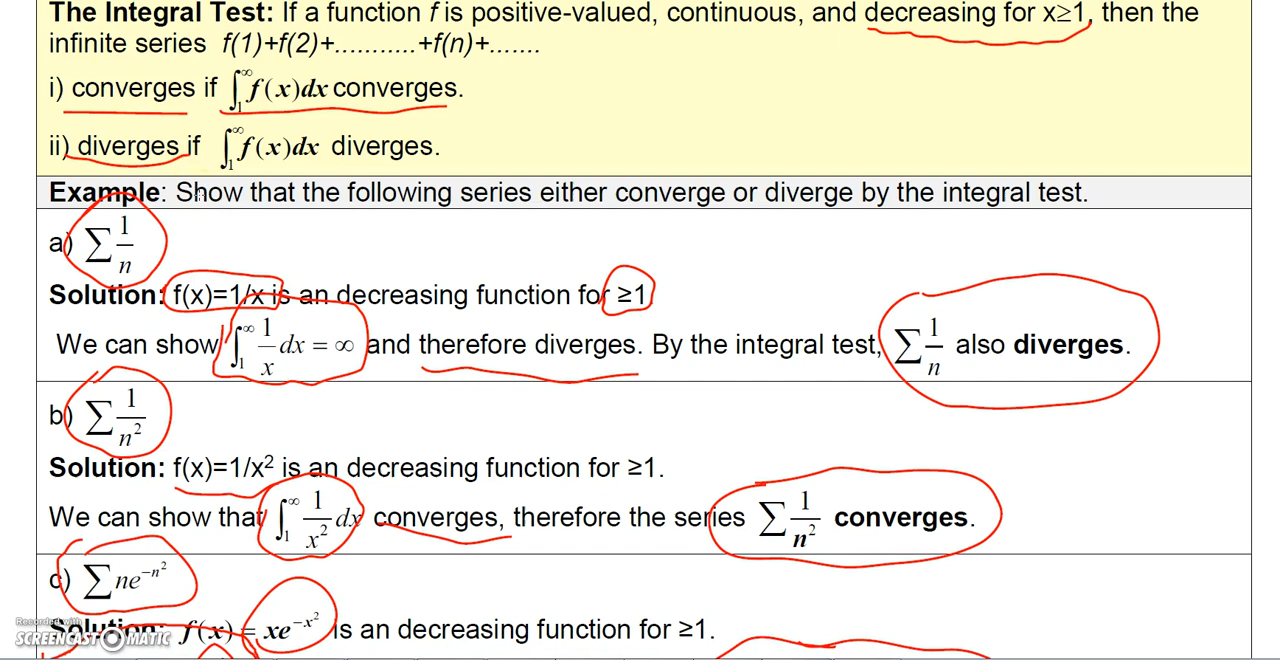 The Integral Test: If a function f is positive-valued, continuous, and decreasing for x≥1, then the
infinite series f(1)+f(2)+...........+f(n)+.......
i) converges if ∫₁^∞ f(x)dx converges.
ii) diverges if ∫₁^∞ f(x)dx diverges.
Example: Show that the following series either converge or diverge by the integral test.
a) ∑ 1/n
Solution: f(x)=1/x is an decreasing function for ≥1
We can show ∫₁^∞ 1/x dx = ∞ and therefore diverges. By the integral test, ∑ 1/n also diverges.
b) ∑ 1/n²
Solution: f(x)=1/x² is an decreasing function for ≥1.
We can show that ∫₁^∞ 1/x² dx converges, therefore the series ∑ 1/n² converges.
c) ∑ ne^(-n²)
Solution: f(x) = xe^(-x²) is an decreasing function for ≥1.
Recorded with
SCREENCAST MATIC